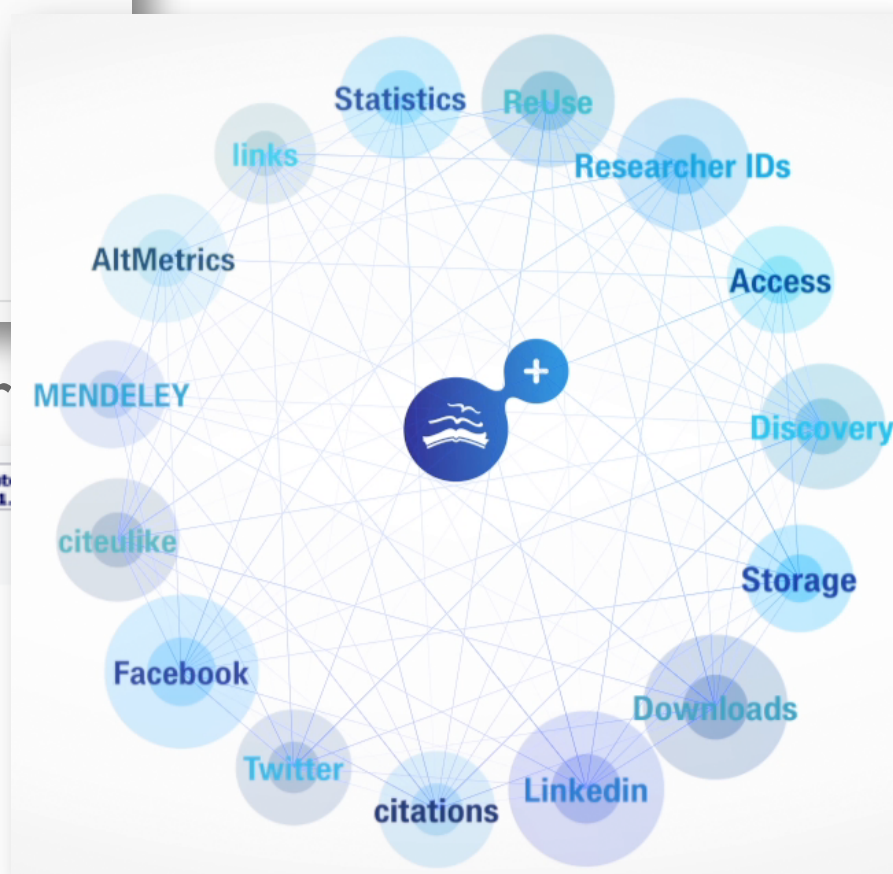 Statistics
ReUse
links
Researcher IDs
AltMetrics
Access
MENDELEY
Discovery
citeulike
Storage
Facebook
Downloads
Twitter
Linkedin
citations
+